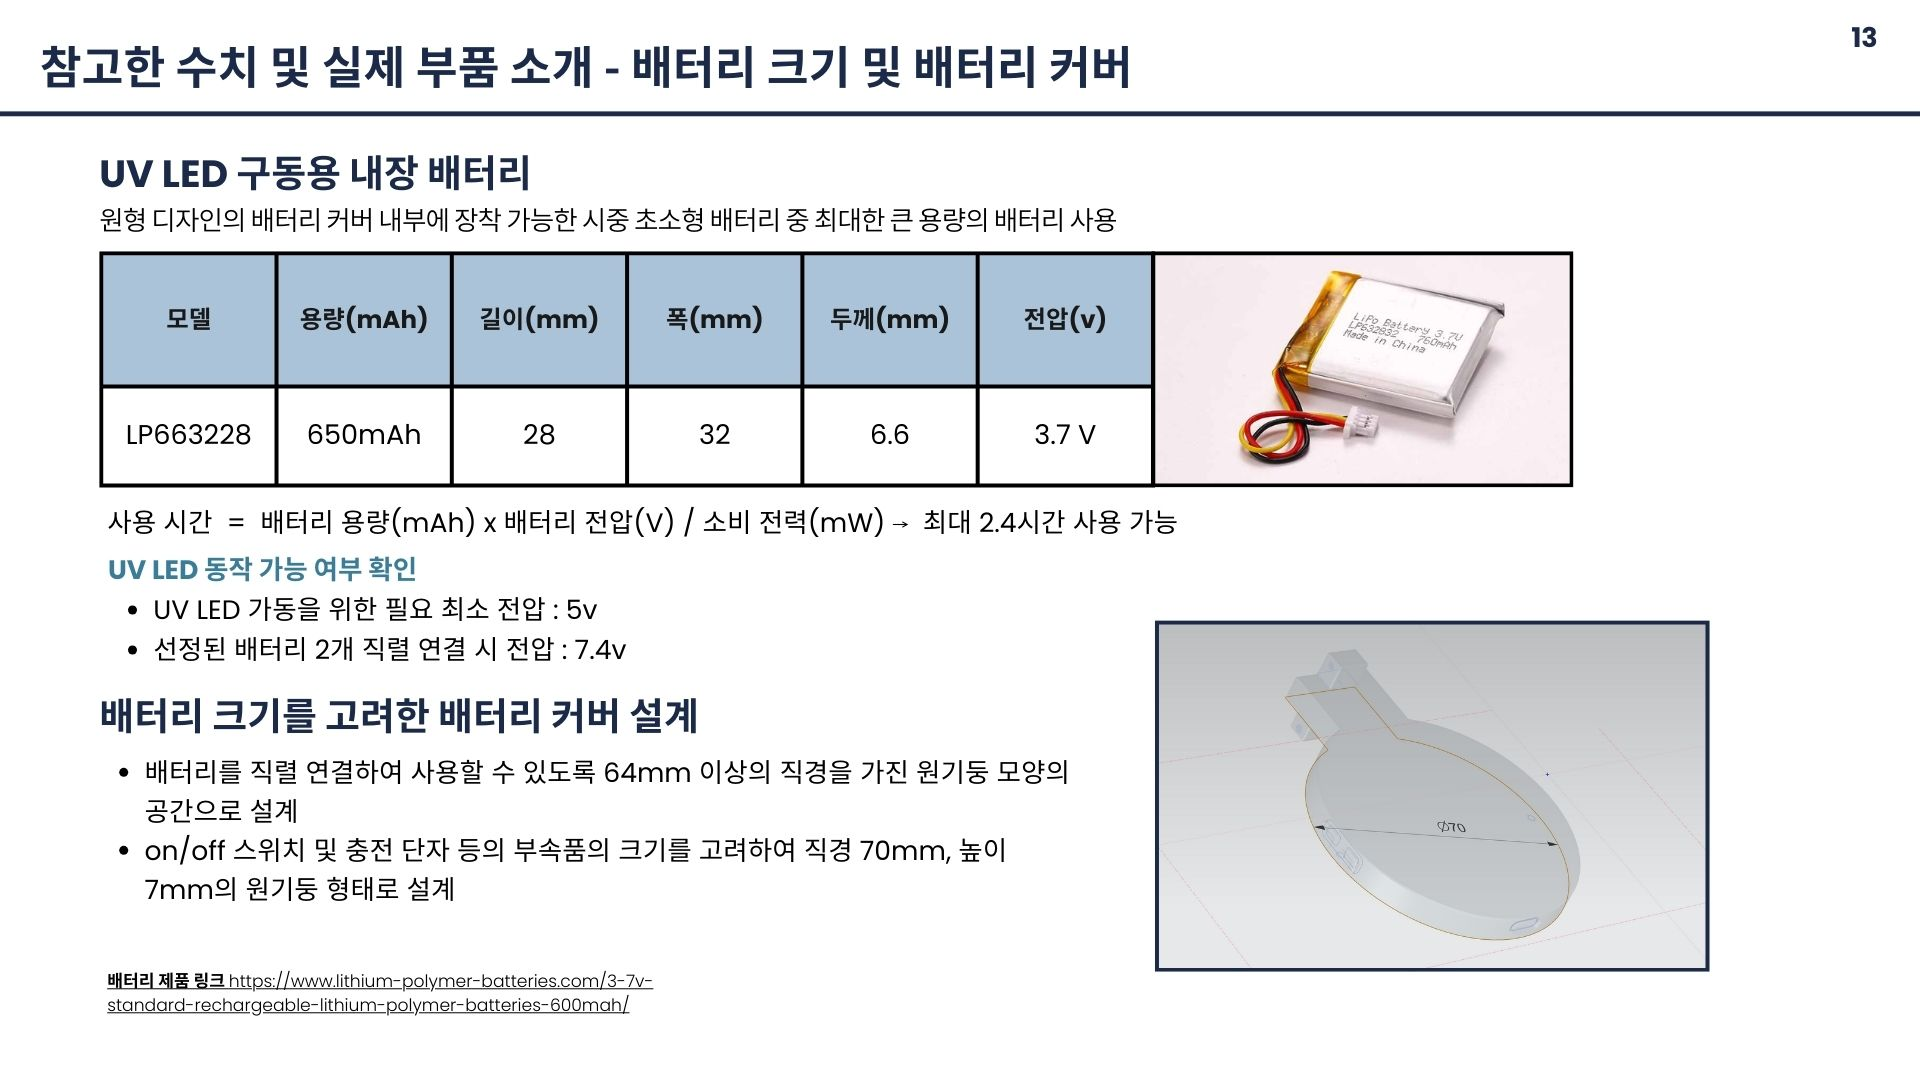 13
참고한 수치 및 실제 부품 소개 - 배터리 크기 및 배터리 커버
UV LED 구동용 내장 배터리
원형 디자인의 배터리 커버 내부에 장착 가능한 시중 초소형 배터리 중 최대한 큰 용량의 배터리 사용
모델 용량(mAh) 길이(mm) 폭(mm) 두께(mm) 전압(v)
LP663228 650mAh 28 32 6.6 3.7 V
LiPo Battery 3.7V
LP632832 760mAh
Made in China
사용 시간 = 배터리 용량(mAh) x 배터리 전압(V) / 소비 전력(mW) → 최대 2.4시간 사용 가능
UV LED 동작 가능 여부 확인
• UV LED 가동을 위한 필요 최소 전압 : 5v
• 선정된 배터리 2개 직렬 연결 시 전압 : 7.4v
배터리 크기를 고려한 배터리 커버 설계
• 배터리를 직렬 연결하여 사용할 수 있도록 64mm 이상의 직경을 가진 원기둥 모양의
공간으로 설계
• on/off 스위치 및 충전 단자 등의 부속품의 크기를 고려하여 직경 70mm, 높이
7mm의 원기둥 형태로 설계
∅70
배터리 제품 링크 https://www.lithium-polymer-batteries.com/3-7v-
standard-rechargeable-lithium-polymer-batteries-600mah/